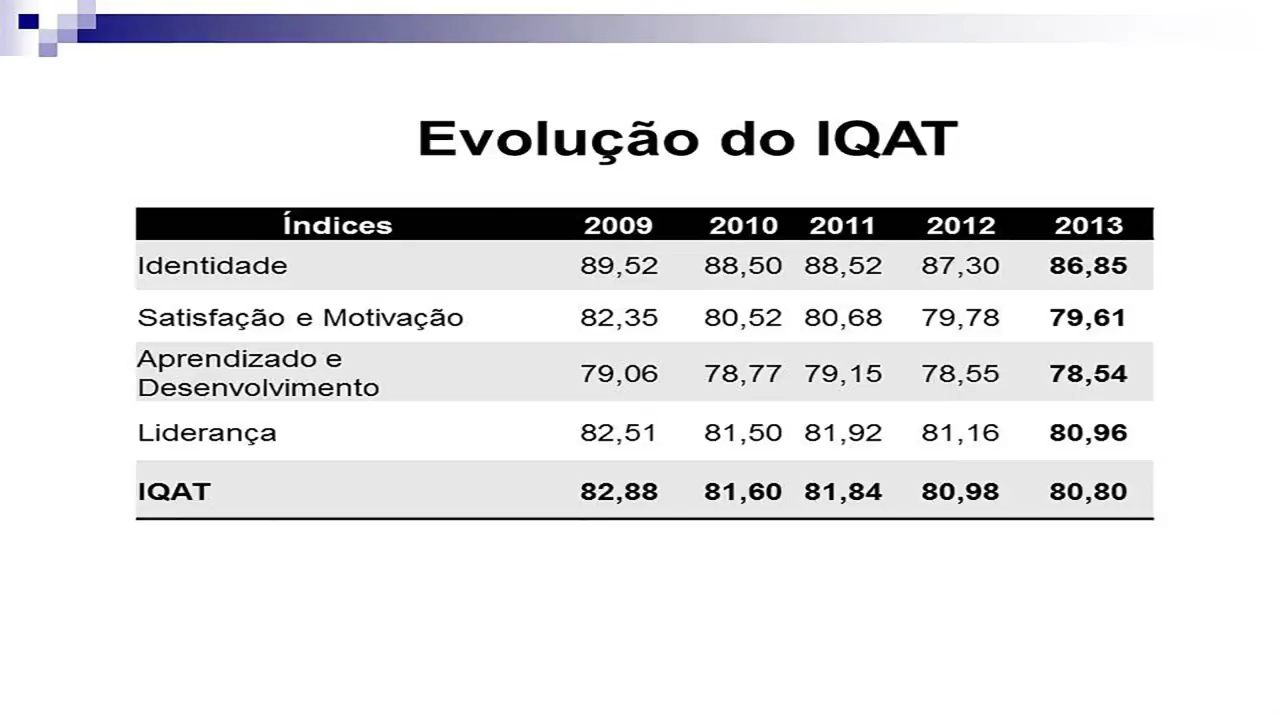 Evolução do IQAT
Índices 2009 2010 2011 2012 2013
Identidade 89,52 88,50 88,52 87,30 86,85
Satisfação e Motivação 82,35 80,52 80,68 79,78 79,61
Aprendizado e
Desenvolvimento 79,06 78,77 79,15 78,55 78,54
Liderança 82,51 81,50 81,92 81,16 80,96
IQAT 82,88 81,60 81,84 80,98 80,80